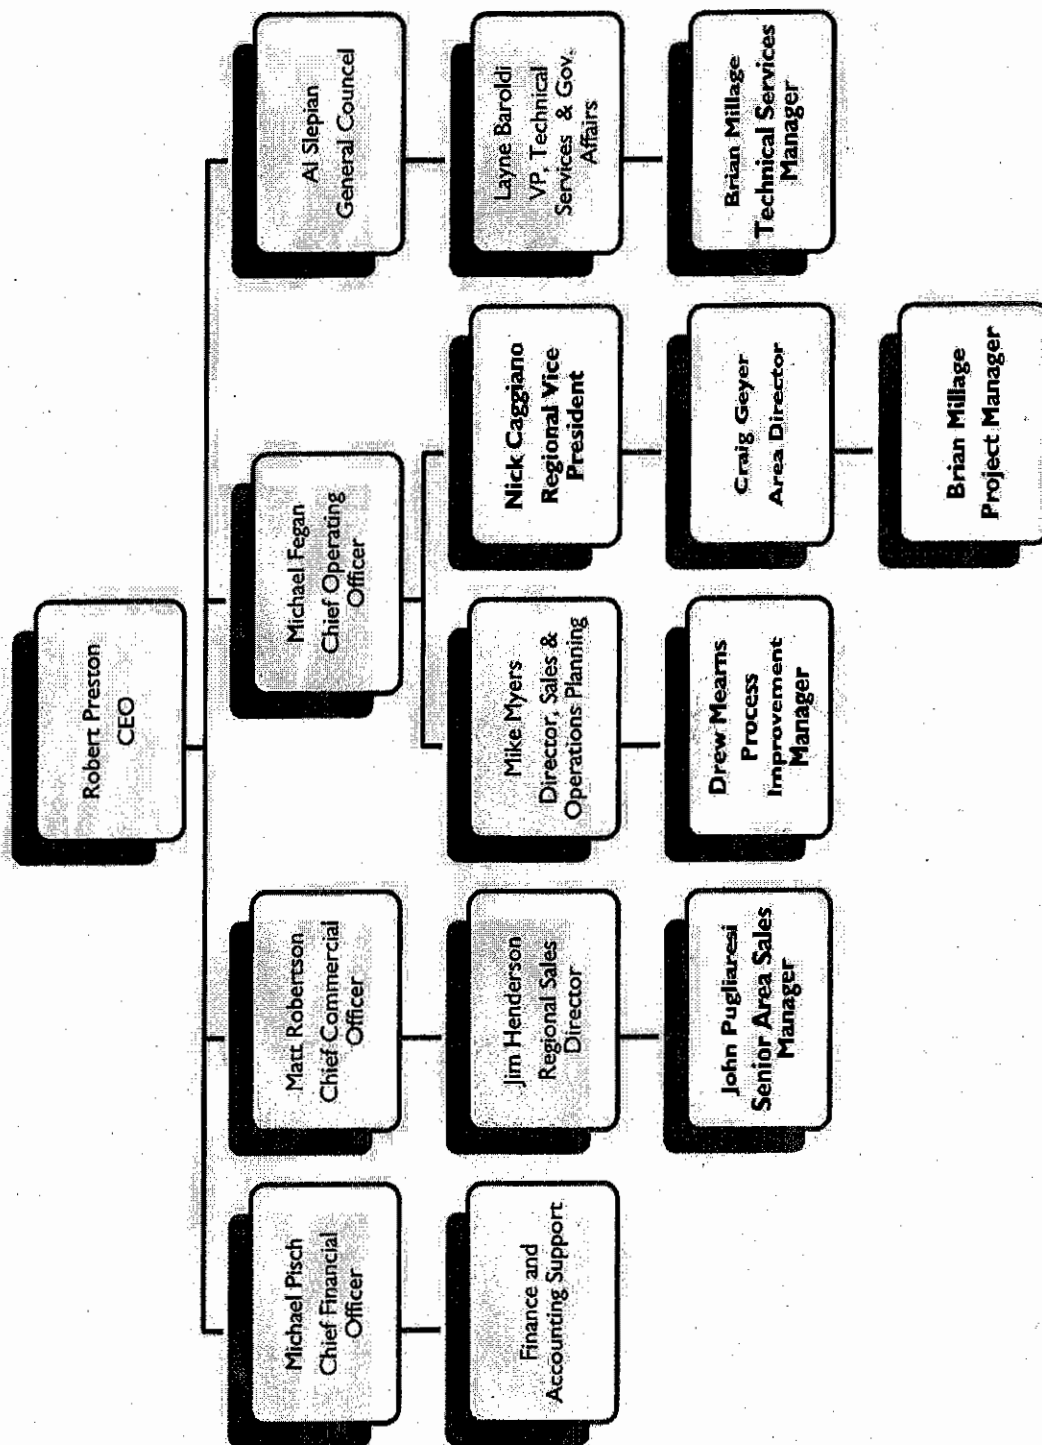 Robert Preston
CEO
Michael Pisch
Chief Financial
Officer
Matt Robertson
Chief Commercial
Officer
Michael Fegan
Chief Operating
Officer
Al Slepian
General Councel
Finance and
Accounting Support
Jim Henderson
Regional Sales
Director
Mike Myers
Director, Sales &
Operations Planning
Nick Caggiano
Regional Vice
President
Layne Baroldi
VP, Technical
Services & Gov.
Affairs
John Pugliaresi
Senior Area Sales
Manager
Drew Mearns
Process
Improvement
Manager
Craig Geyer
Area Director
Brian Millage
Technical Services
Manager
Brian Millage
Project Manager